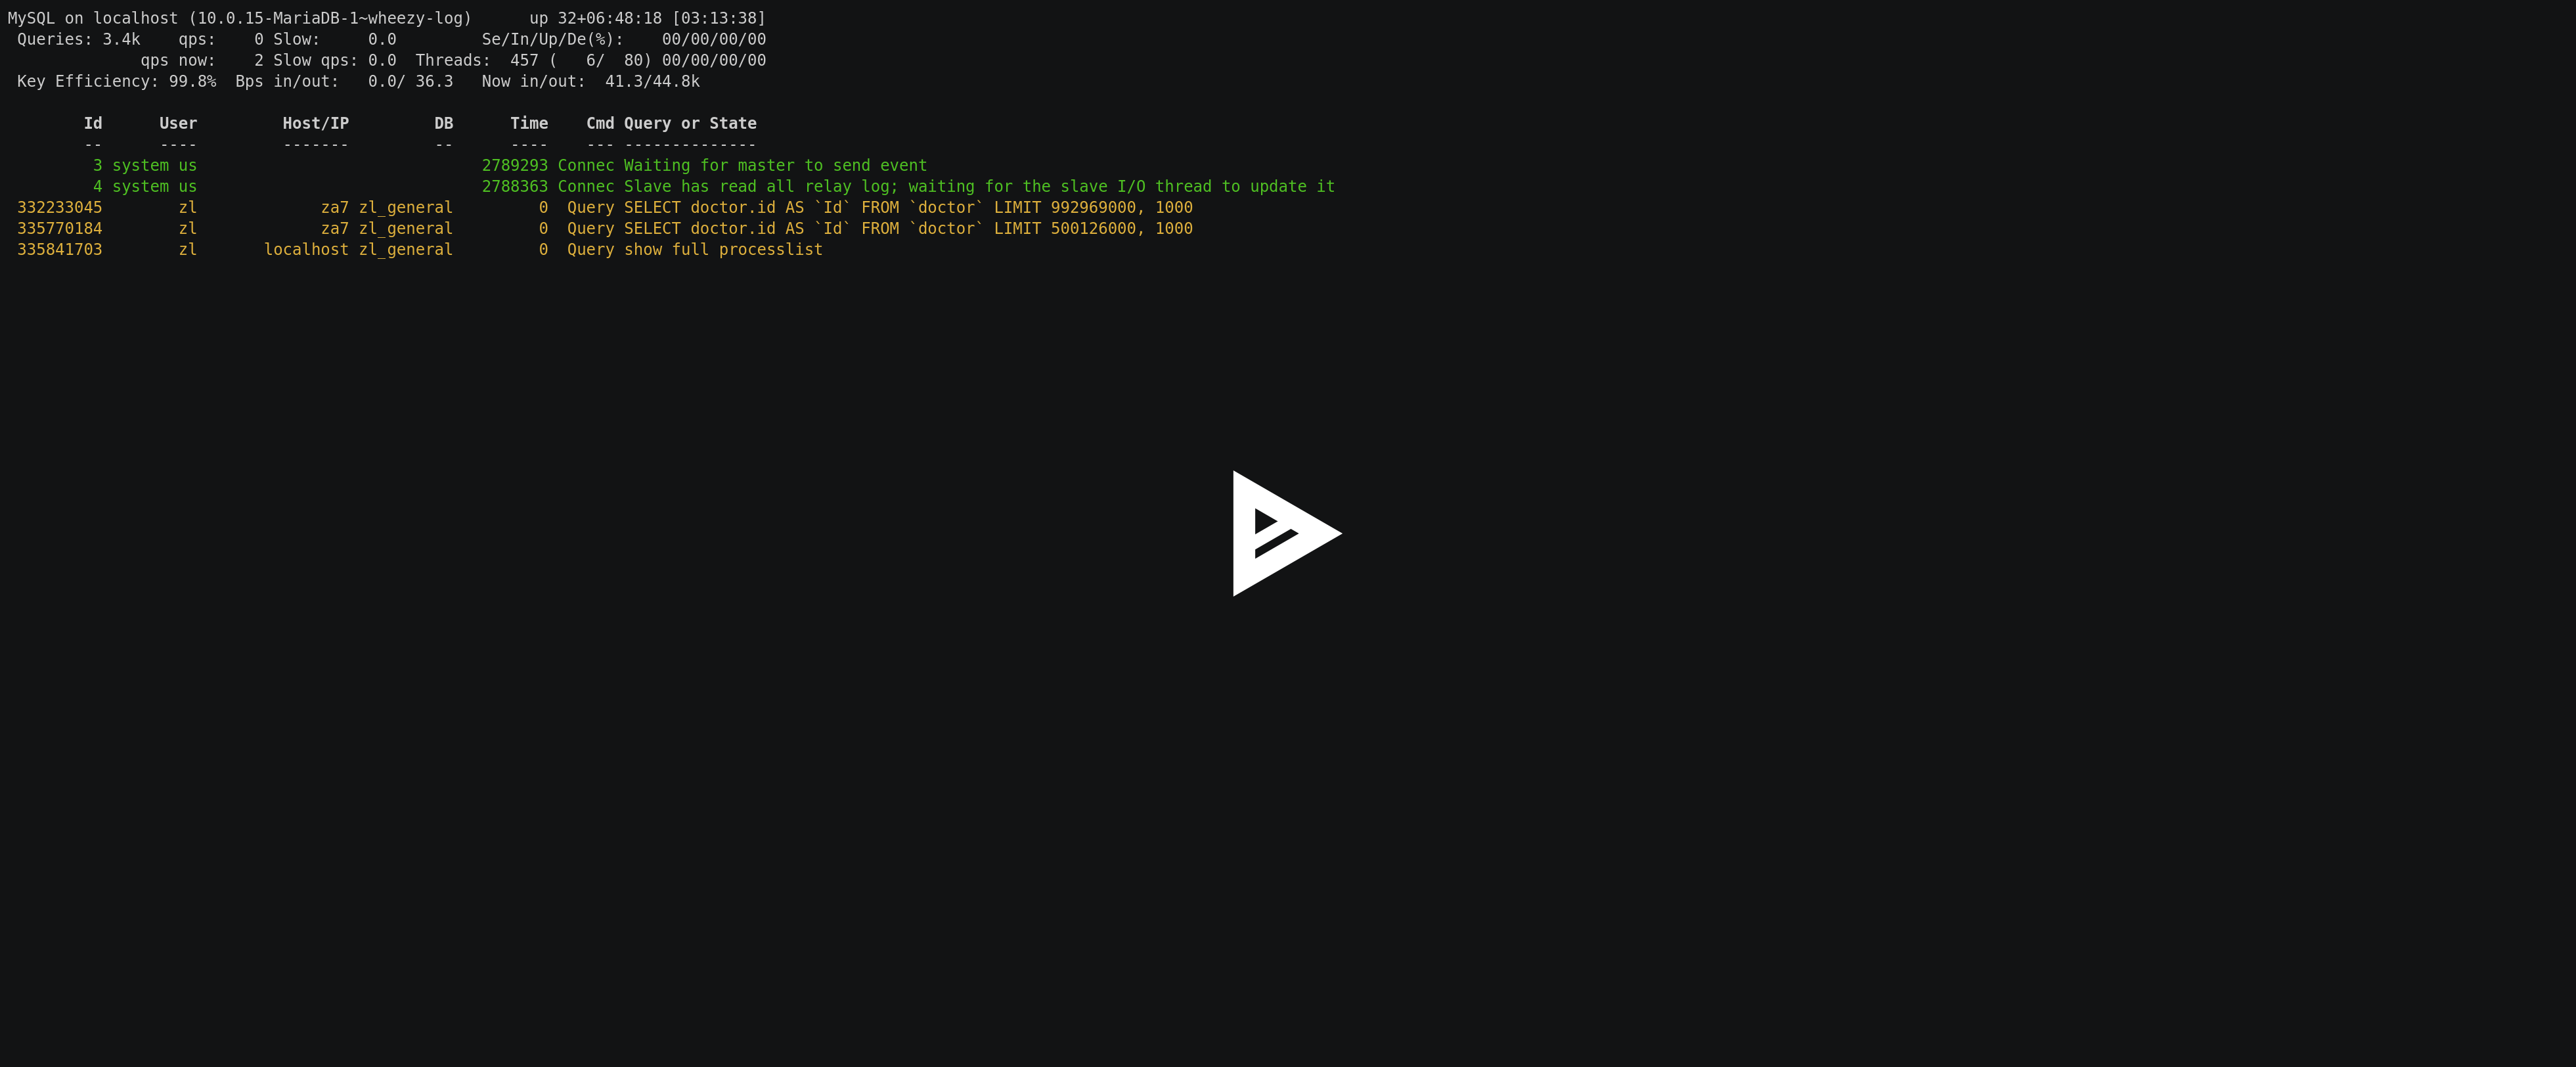 MySQL on localhost (10.0.15-MariaDB-1~wheezy-log)      up 32+06:48:18 [03:13:38]
 Queries: 3.4k    qps:    0 Slow:     0.0         Se/In/Up/De(%):    00/00/00/00
              qps now:    2 Slow qps: 0.0  Threads:  457 (   6/  80) 00/00/00/00
 Key Efficiency: 99.8%  Bps in/out:   0.0/ 36.3   Now in/out:  41.3/44.8k
        Id      User         Host/IP         DB      Time    Cmd Query or State
        --      ----         -------         --      ----    --- --------------
         3 system us                              2789293 Connec Waiting for master to send event
         4 system us                              2788363 Connec Slave has read all relay log; waiting for the slave I/O thread to update it
 332233045        zl             za7 zl_general         0  Query SELECT doctor.id AS `Id` FROM `doctor` LIMIT 992969000, 1000
 335770184        zl             za7 zl_general         0  Query SELECT doctor.id AS `Id` FROM `doctor` LIMIT 500126000, 1000
 335841703        zl       localhost zl_general         0  Query show full processlist